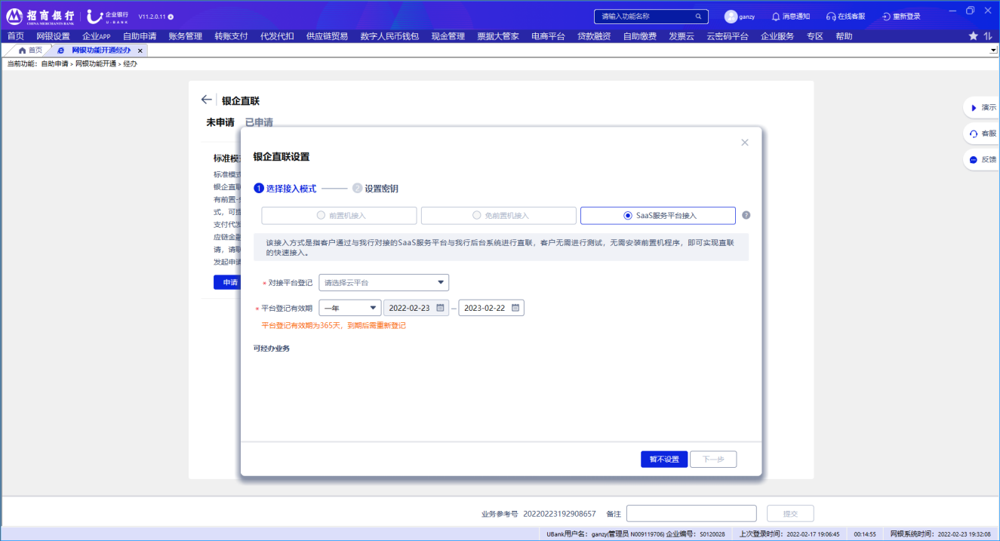 招商银行 企业银行 V11.2.0.11
CHINA MERCHANTS BANK U-BANK
请输入功能名称 ganzy 消息通知 在线客服 重新登录
首页 网银设置 企业APP 自助申请 账务管理 转账支付 代发代扣 供应链贸易 数字人民币钱包 现金管理 票据大管家 电商平台 贷款融资 自助缴费 发票云 云密码平台 企业服务 专区 帮助
首页 网银功能开通经办
当前功能：自助申请 > 网银功能开通 > 经办
银企直联
未申请 已申请
演示
客服
反馈
标准模
标准模式
银企直联
有前置-
式，可提
支付代发
应链金融
请，请联
发起申请
申请
银企直联设置
1 选择接入模式 2 设置密钥
前置机接入 免前置机接入 SaaS服务平台接入 ?
该接入方式是指客户通过与我行对接的SaaS服务平台与我行后台系统进行直联，客户无需进行测试，无需安装前置机程序，即可实现直联
的快速接入。
* 对接平台登记 请选择云平台
* 平台登记有效期 一年 2022-02-23 – 2023-02-22
平台登记有效期为365天，到期后需重新登记
可经办业务
暂不设置 下一步
业务参考号 20220223192908657 备注 提交
UBank用户名：ganzy(管理员 N009119706) 企业编号：50120028 上次登录时间：2022-02-17 19:06:45 00:14:55 网银系统时间：2022-02-23 19:32:08